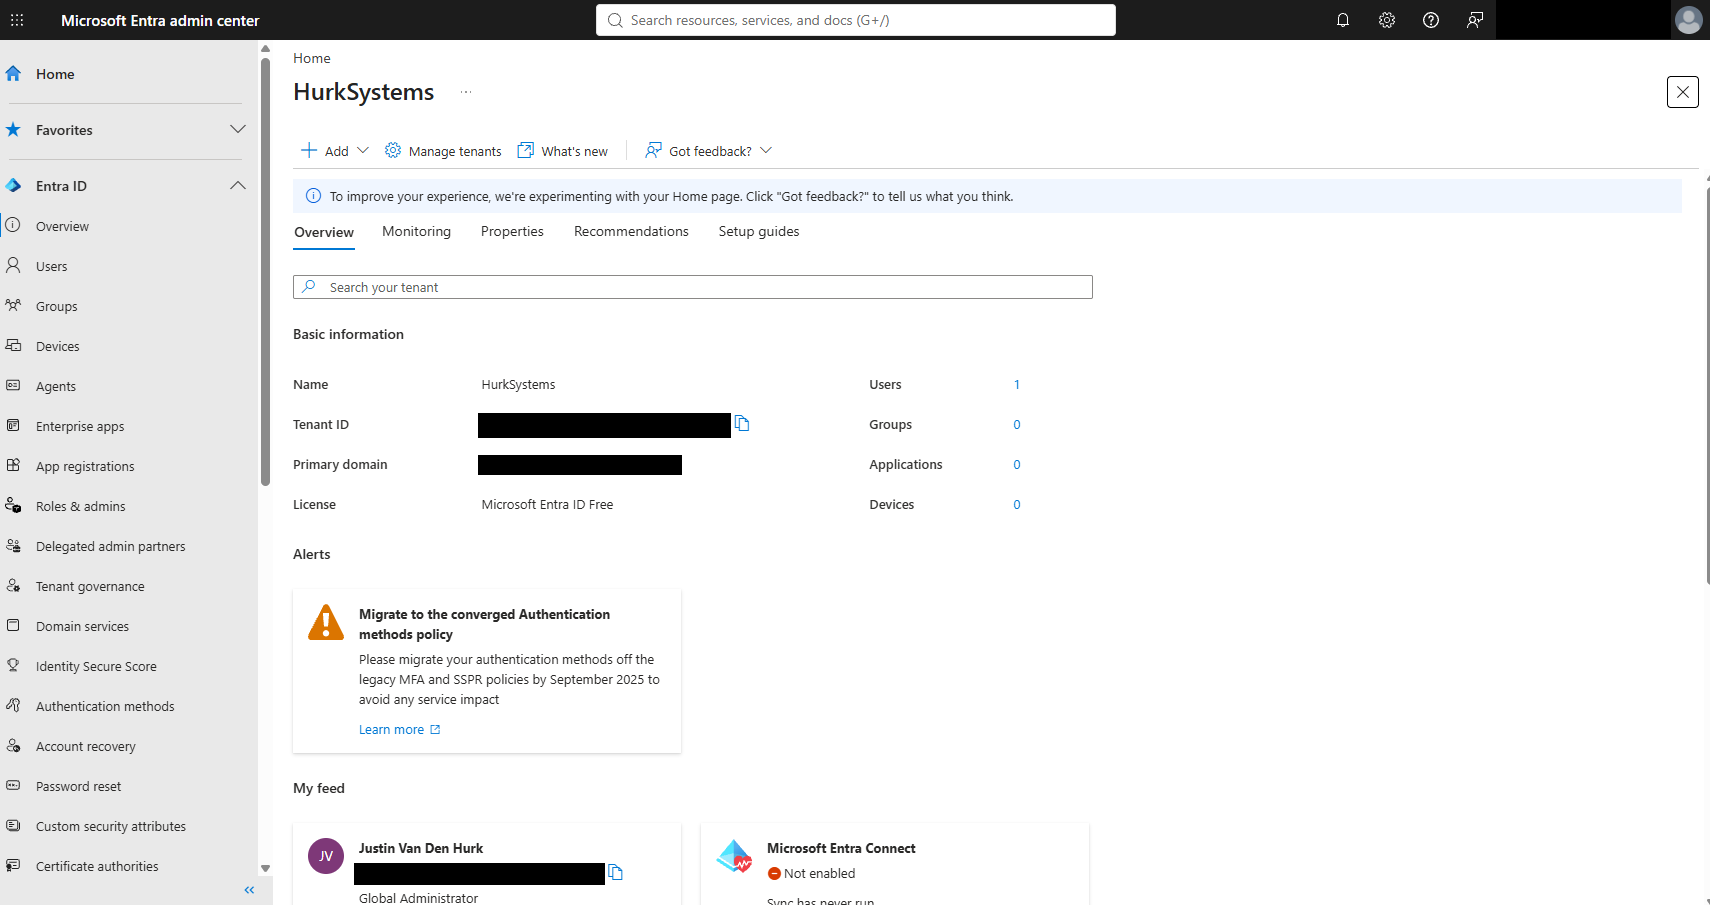 Microsoft Entra admin center
Search resources, services, and docs (G+/)
Home
Favorites
Entra ID
Overview
Users
Groups
Devices
Agents
Enterprise apps
App registrations
Roles & admins
Delegated admin partners
Tenant governance
Domain services
Identity Secure Score
Authentication methods
Account recovery
Password reset
Custom security attributes
Certificate authorities
Home
HurkSystems
Add
Manage tenants
What's new
Got feedback?
To improve your experience, we're experimenting with your Home page. Click "Got feedback?" to tell us what you think.
Overview Monitoring Properties Recommendations Setup guides
Search your tenant
Basic information
Name HurkSystems Users 1
Tenant ID Groups 0
Primary domain Applications 0
License Microsoft Entra ID Free Devices 0
Alerts
Migrate to the converged Authentication
methods policy
Please migrate your authentication methods off the
legacy MFA and SSPR policies by September 2025 to
avoid any service impact
Learn more
My feed
JV
Justin Van Den Hurk
Global Administrator
Microsoft Entra Connect
Not enabled
Sync has never run